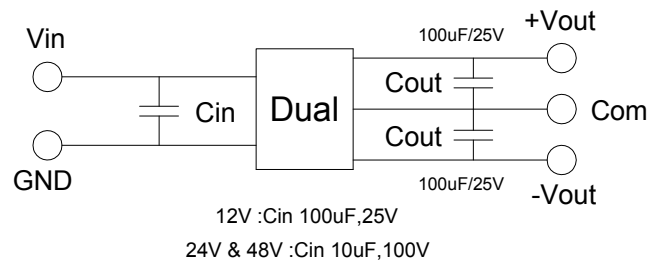 Vin
100uF/25V
+Vout
Cin
Dual
Cout
Com
Cout
GND
100uF/25V
-Vout
12V :Cin 100uF,25V
24V & 48V :Cin 10uF,100V